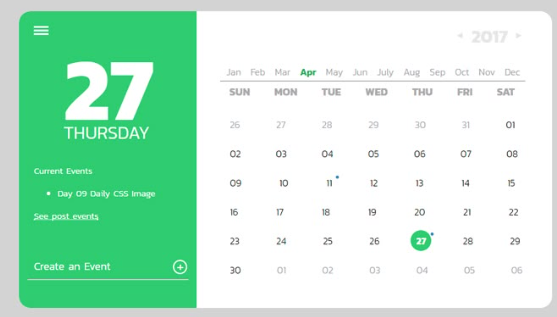 27
THURSDAY
Current Events
Day 09 Daily CSS Image
See post events
Create an Event
2017
Jan Feb Mar Apr May Jun July Aug Sep Oct Nov Dec
SUN MON TUE WED THU FRI SAT
26 27 28 29 30 31 01
02 03 04 05 06 07 08
09 10 11 12 13 14 15
16 17 18 19 20 21 22
23 24 25 26 27 28 29
30 01 02 03 04 05 06